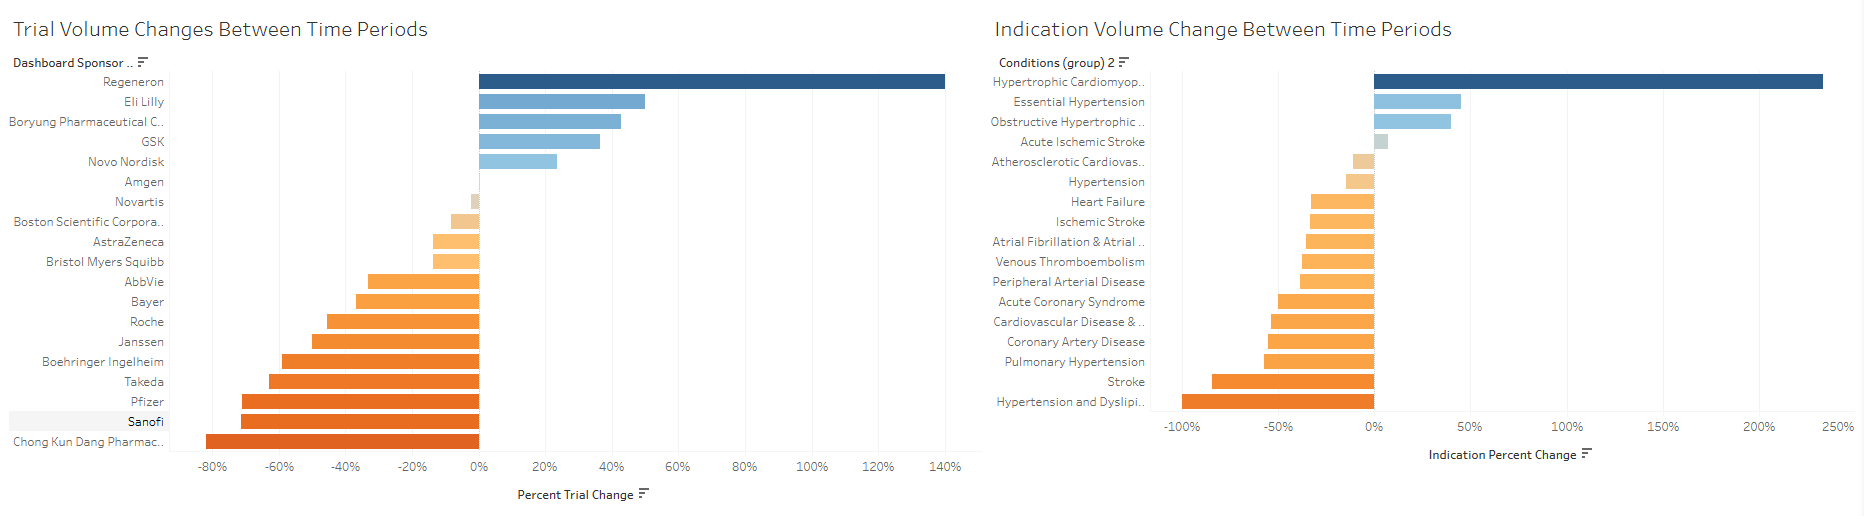 Trial Volume Changes Between Time Periods
Dashboard Sponsor ..
Regeneron
Eli Lilly
Boryung Pharmaceutical C..
GSK
Novo Nordisk
Amgen
Novartis
Boston Scientific Corpora..
AstraZeneca
Bristol Myers Squibb
AbbVie
Bayer
Roche
Janssen
Boehringer Ingelheim
Takeda
Pfizer
Sanofi
Chong Kun Dang Pharmac..
-80% -60% -40% -20% 0% 20% 40% 60% 80% 100% 120% 140%
Percent Trial Change
Indication Volume Change Between Time Periods
Conditions (group) 2
Hypertrophic Cardiomyop..
Essential Hypertension
Obstructive Hypertrophic ..
Acute Ischemic Stroke
Atherosclerotic Cardiovas..
Hypertension
Heart Failure
Ischemic Stroke
Atrial Fibrillation & Atrial ..
Venous Thromboembolism
Peripheral Arterial Disease
Acute Coronary Syndrome
Cardiovascular Disease & ..
Coronary Artery Disease
Pulmonary Hypertension
Stroke
Hypertension and Dyslipi..
-100% -50% 0% 50% 100% 150% 200% 250%
Indication Percent Change